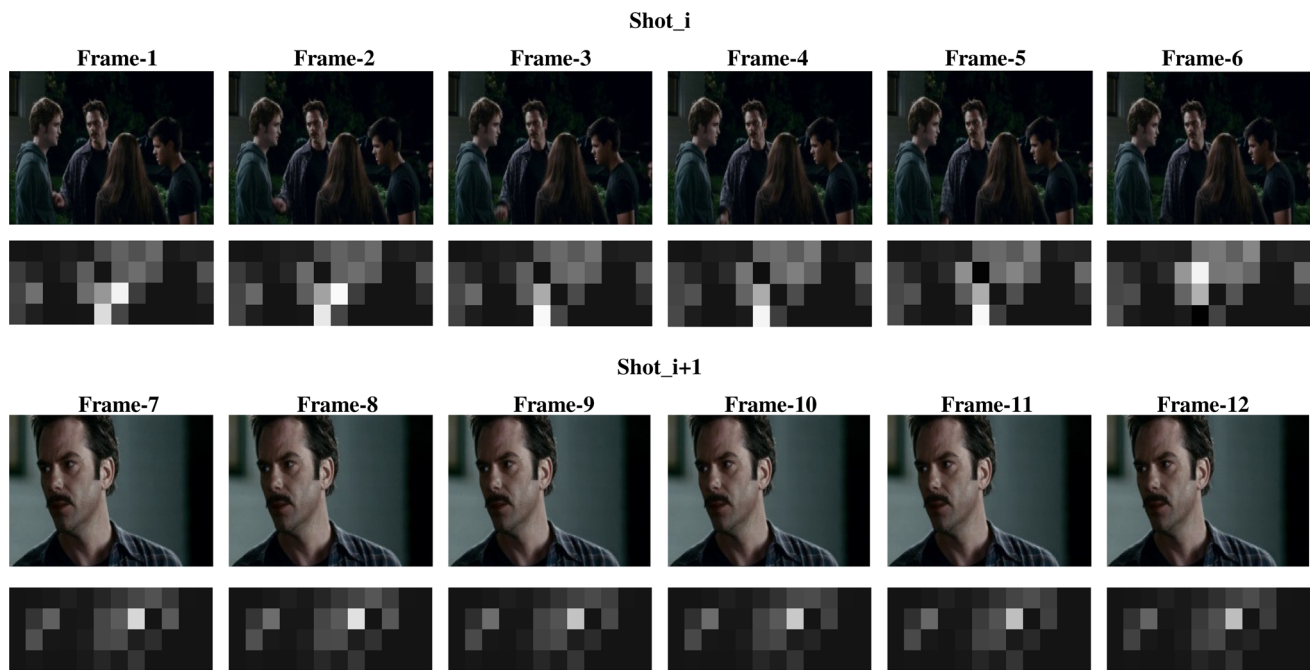 Shot_i
Frame-1 Frame-2 Frame-3 Frame-4 Frame-5 Frame-6
Shot_i+1
Frame-7 Frame-8 Frame-9 Frame-10 Frame-11 Frame-12